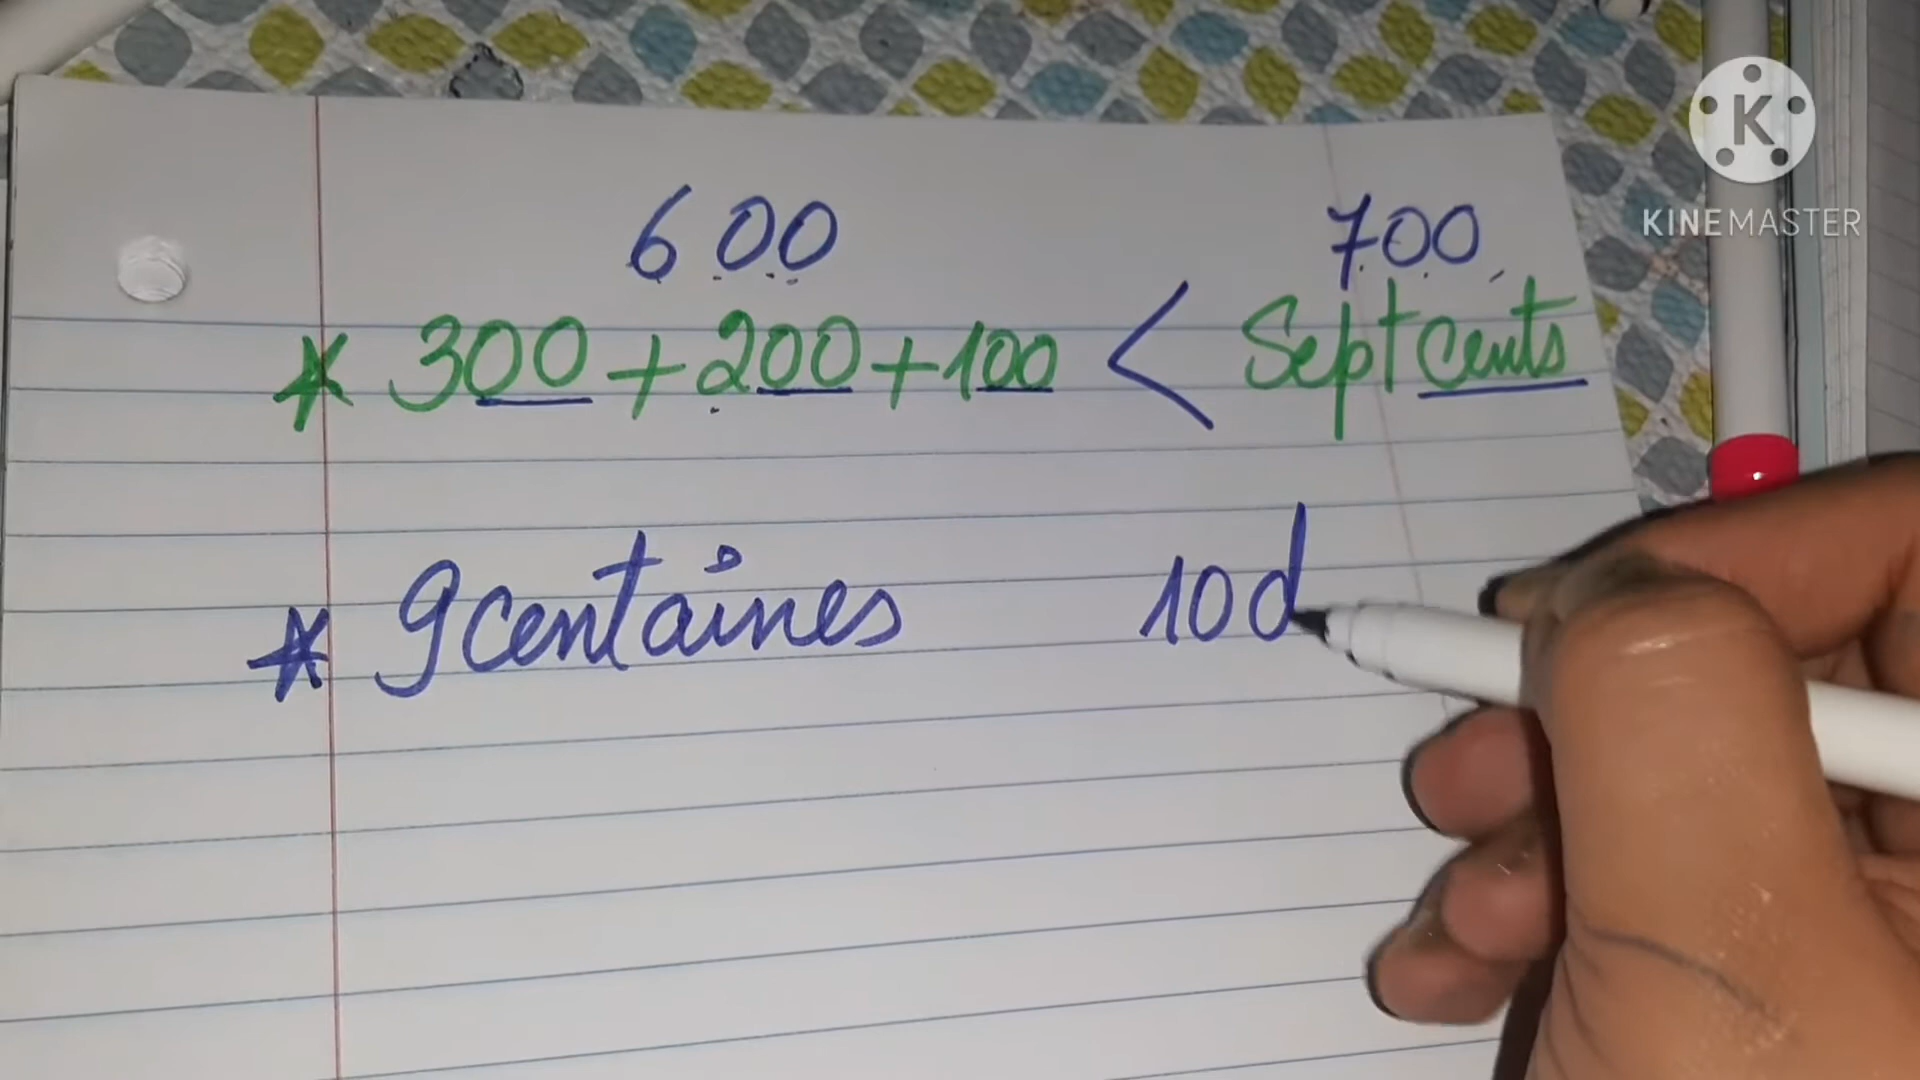 600 700
* 300 + 200 + 100 < Sept cents
* 9 centaines 10 d
KINEMASTER